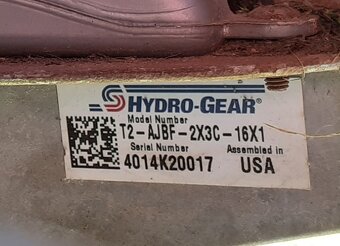 HYDRO-GEAR®
Model Number
T2-AJBF-2X3C-16X1
Serial Number Assembled in
4014K20017 USA